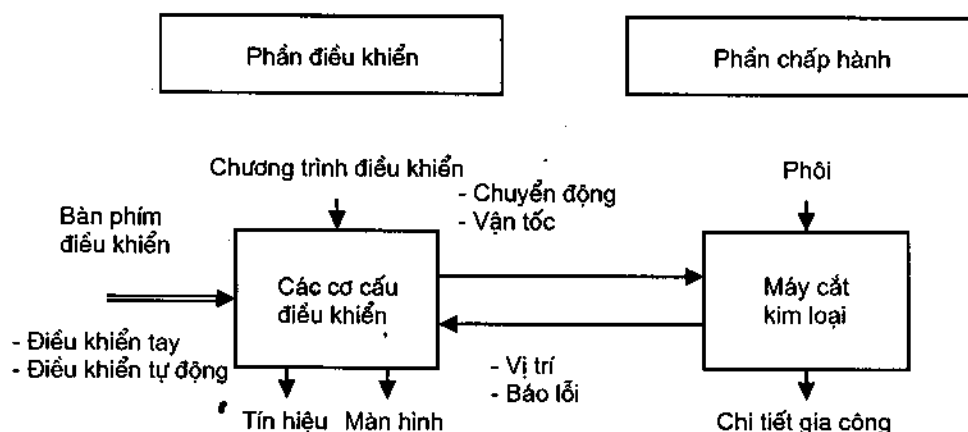 Phần điều khiển
Phần chấp hành
Chương trình điều khiển
- Chuyển động
- Vận tốc
Phôi
Bàn phím
điều khiển
Các cơ cấu
điều khiển
Máy cắt
kim loại
- Điều khiển tay
- Điều khiển tự động
- Vị trí
- Báo lỗi
Tín hiệu
Màn hình
Chi tiết gia công